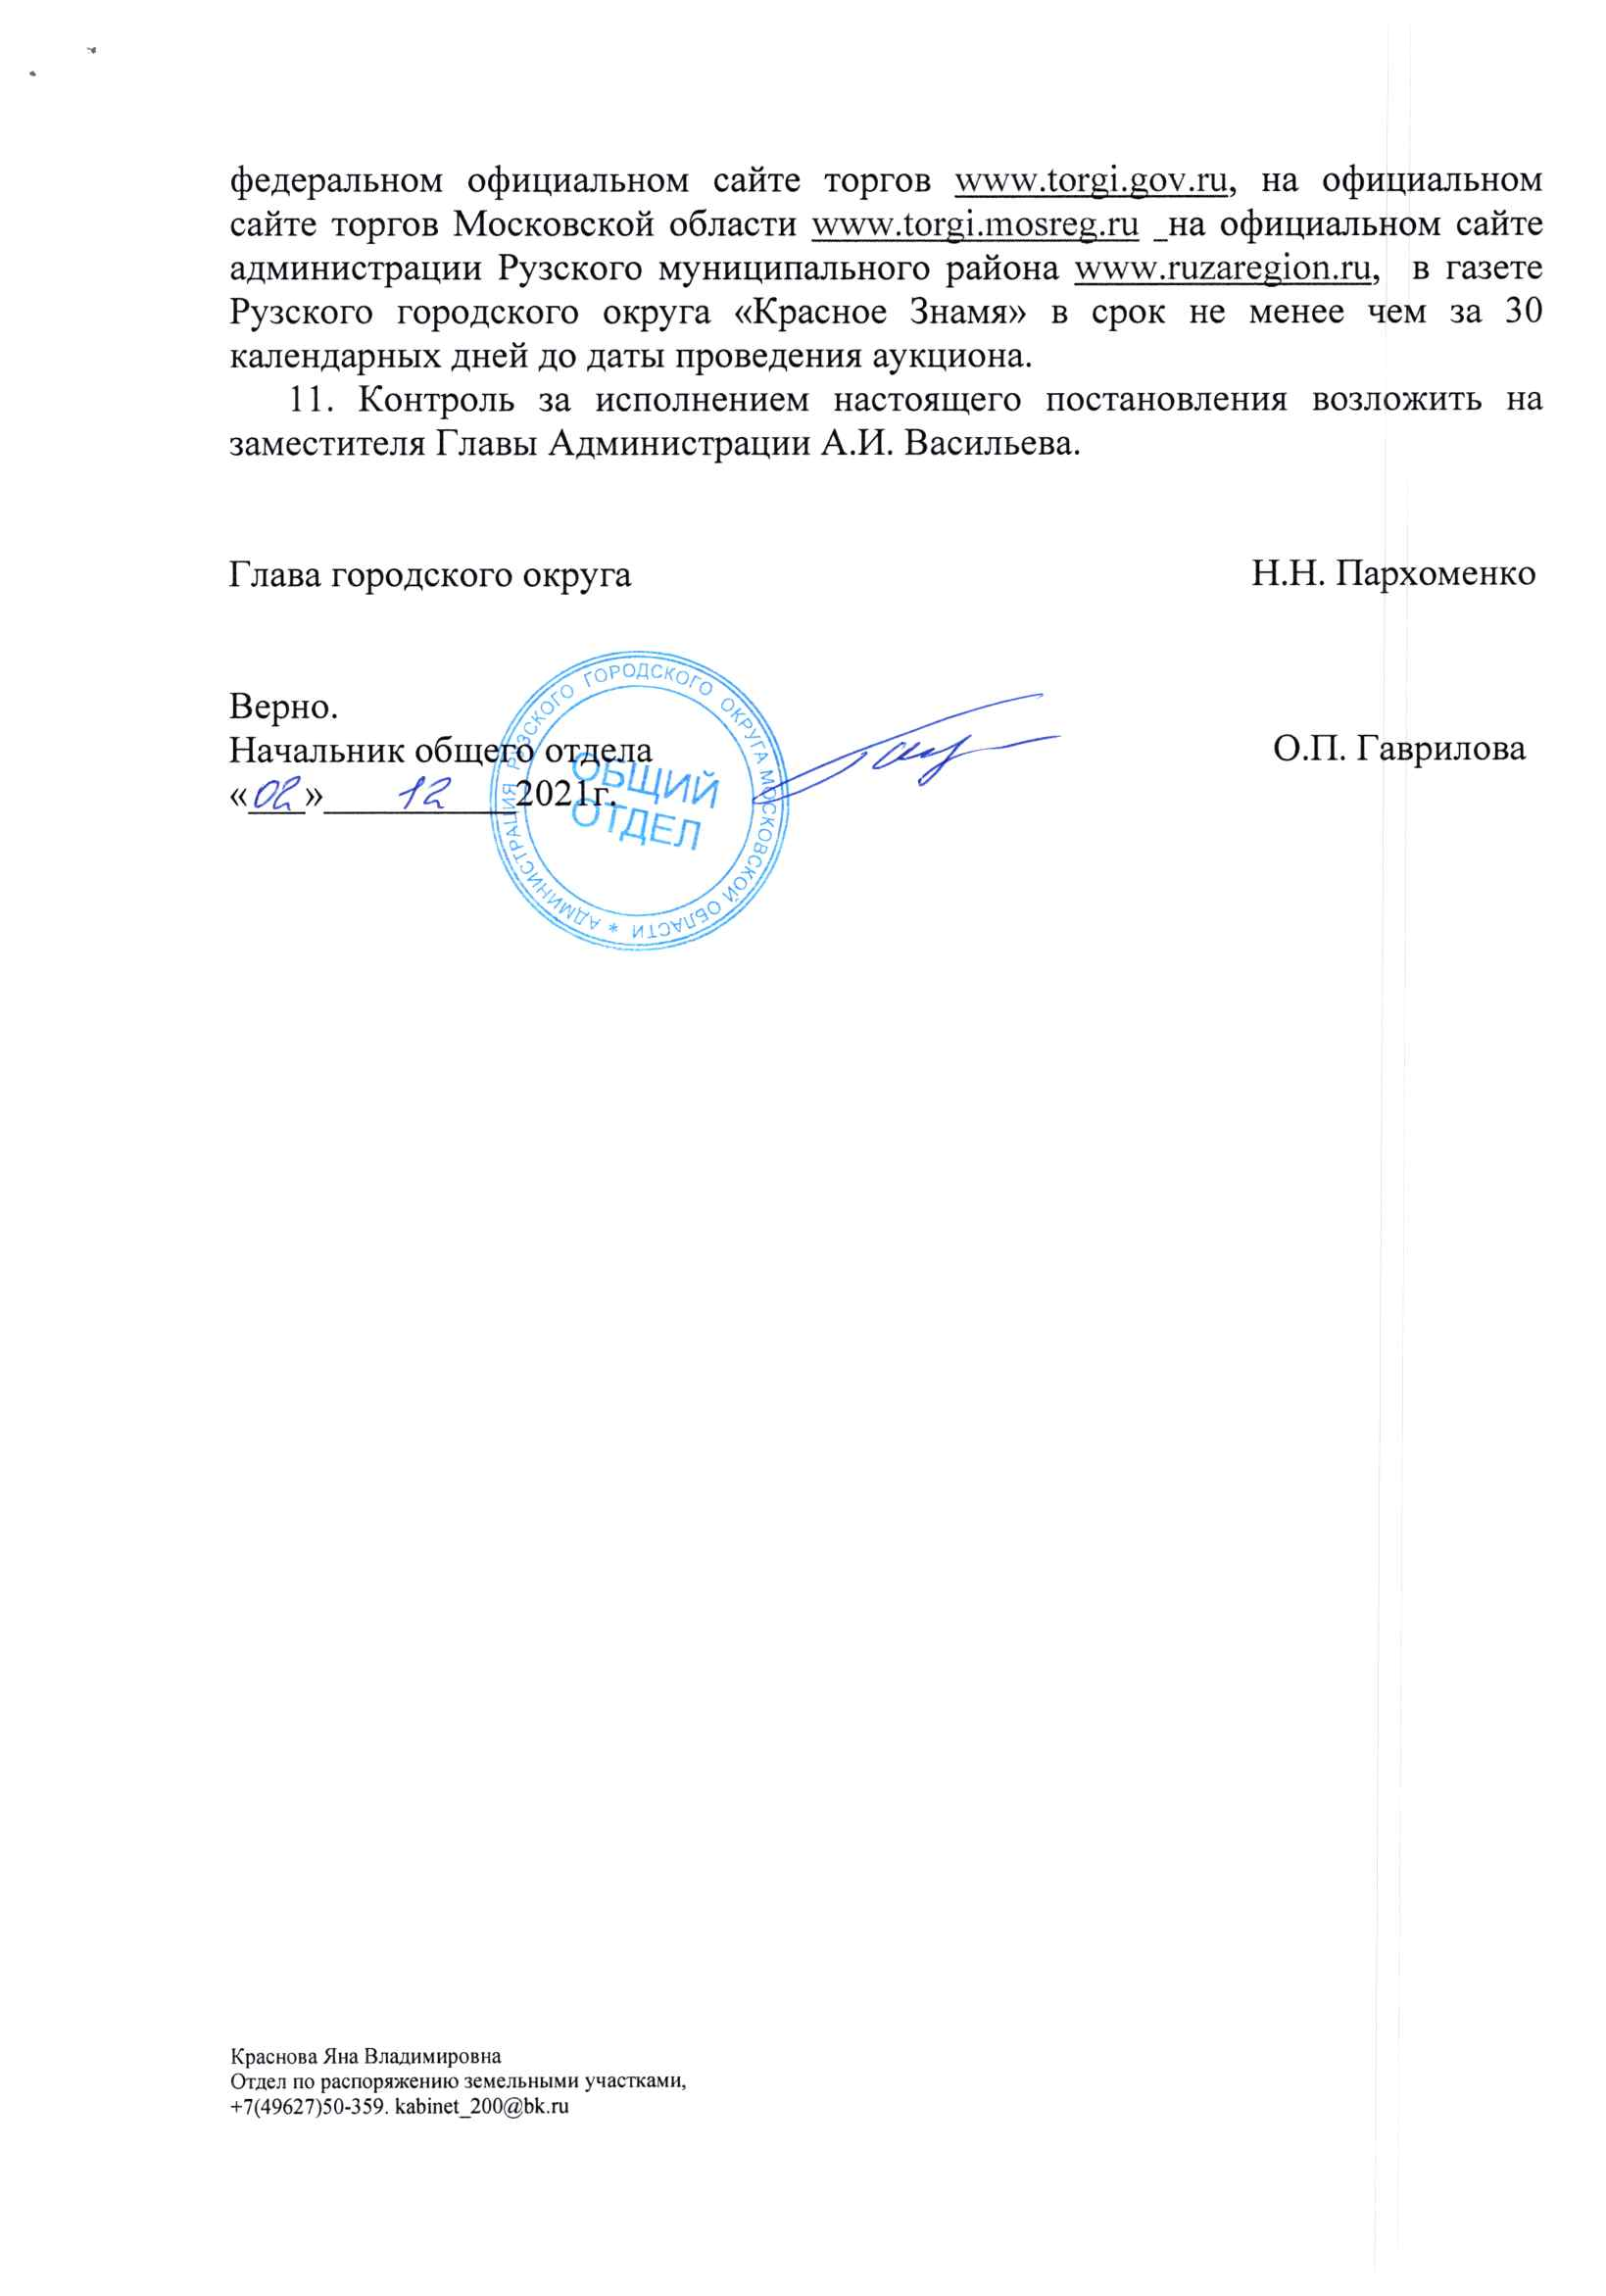 федеральном официальном сайте торгов www.torgi.gov.ru, на официальном
сайте торгов Московской области www.torgi.mosreg.ru _на официальном сайте
администрации Рузского муниципального района www.ruzaregion.ru, в газете
Рузского городского округа «Красное Знамя» в срок не менее чем за 30
календарных дней до даты проведения аукциона.
11. Контроль за исполнением настоящего постановления возложить на
заместителя Главы Администрации А.И. Васильева.
Глава городского округа Н.Н. Пархоменко
Верно.
Начальник общего отдела О.П. Гаврилова
«02» 12 2021г.
АДМИНИСТРАЦИЯ РУЗСКОГО ГОРОДСКОГО ОКРУГА МОСКОВСКОЙ ОБЛАСТИ *
ОБЩИЙ
ОТДЕЛ
Краснова Яна Владимировна
Отдел по распоряжению земельными участками,
+7(49627)50-359. kabinet_200@bk.ru